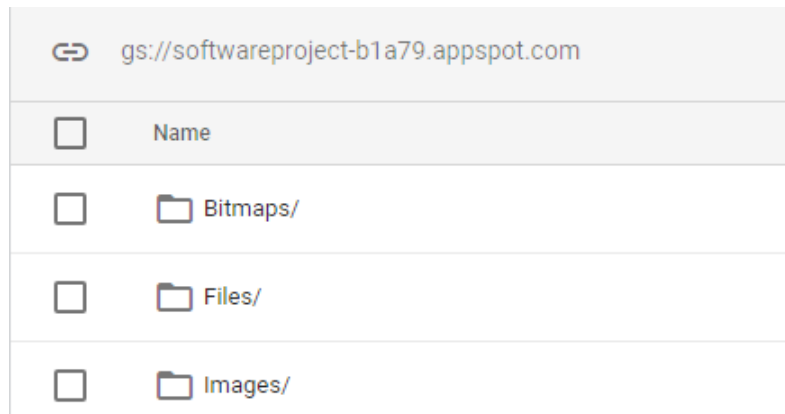 gs://softwareproject-b1a79.appspot.com
Name
Bitmaps/
Files/
Images/